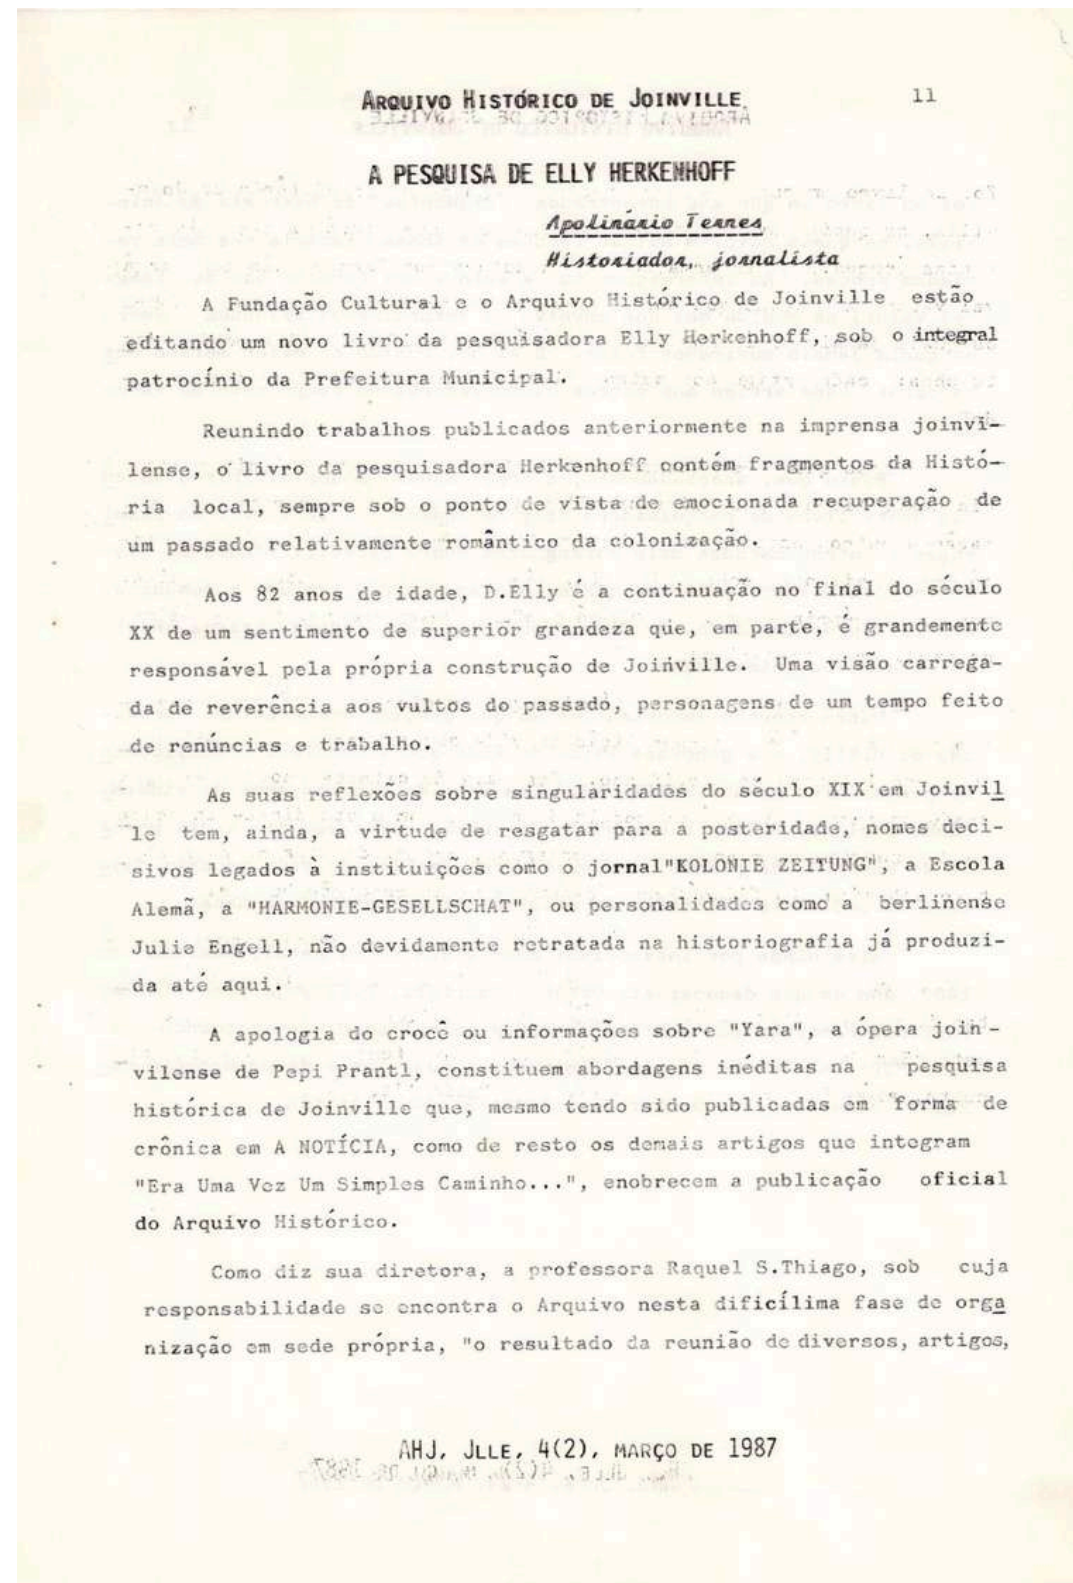 ARQUIVO HISTÓRICO DE JOINVILLE. 11
A PESQUISA DE ELLY HERKENHOFF
Apolinário Ternes
Historiador, jornalista
A Fundação Cultural e o Arquivo Histórico de Joinville estão
editando um novo livro da pesquisadora Elly Herkenhoff, sob o integral
patrocínio da Prefeitura Municipal.
Reunindo trabalhos publicados anteriormente na imprensa joinvi-
lense, o livro da pesquisadora Herkenhoff contém fragmentos da Histó-
ria local, sempre sob o ponto de vista de emocionada recuperação de
um passado relativamente romântico da colonização.
Aos 82 anos de idade, D.Elly é a continuação no final do século
XX de um sentimento de superior grandeza que, em parte, é grandemente
responsável pela própria construção de Joinville. Uma visão carrega-
da de reverência aos vultos do passado, personagens de um tempo feito
de renúncias e trabalho.
As suas reflexões sobre singularidades do século XIX em Joinvil
le tem, ainda, a virtude de resgatar para a posteridade, nomes deci-
sivos legados à instituições como o jornal"KOLONIE ZEITUNG", a Escola
Alemã, a "HARMONIE-GESELLSCHAT", ou personalidades como a berlinense
Julie Engell, não devidamente retratada na historiografia já produzi-
da até aqui.
A apologia do crocê ou informações sobre "Yara", a ópera join-
vilense de Pepi Prantl, constituem abordagens inéditas na pesquisa
histórica de Joinville que, mesmo tendo sido publicadas em forma de
crônica em A NOTÍCIA, como de resto os demais artigos que integram
"Era Uma Vez Um Simples Caminho...", enobrecem a publicação oficial
do Arquivo Histórico.
Como diz sua diretora, a professora Raquel S.Thiago, sob cuja
responsabilidade se encontra o Arquivo nesta dificílima fase de orga
nização em sede própria, "o resultado da reunião de diversos, artigos,
AHJ, JLLE, 4(2), MARÇO DE 1987